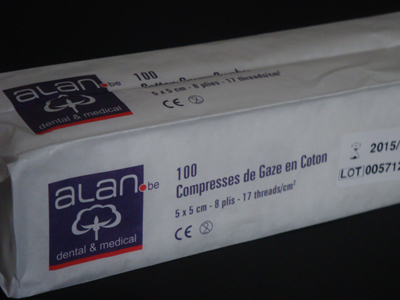 alan.be
dental & medical
100
5 x 5 cm - 8 plis - 17 threads/cm²
CE
alan.be
dental & medical
100
Compresses de Gaze en Coton
5 x 5 cm - 8 plis - 17 threads/cm²
CE
2015/
LOT 005712